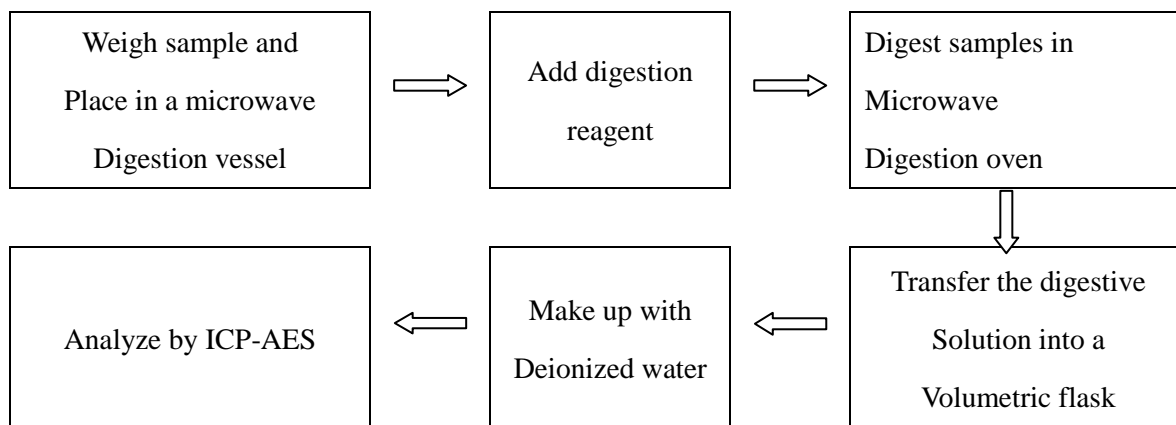 Weigh sample and
Place in a microwave
Digestion vessel
Add digestion
reagent
Digest samples in
Microwave
Digestion oven
Transfer the digestive
Solution into a
Volumetric flask
Make up with
Deionized water
Analyze by ICP-AES